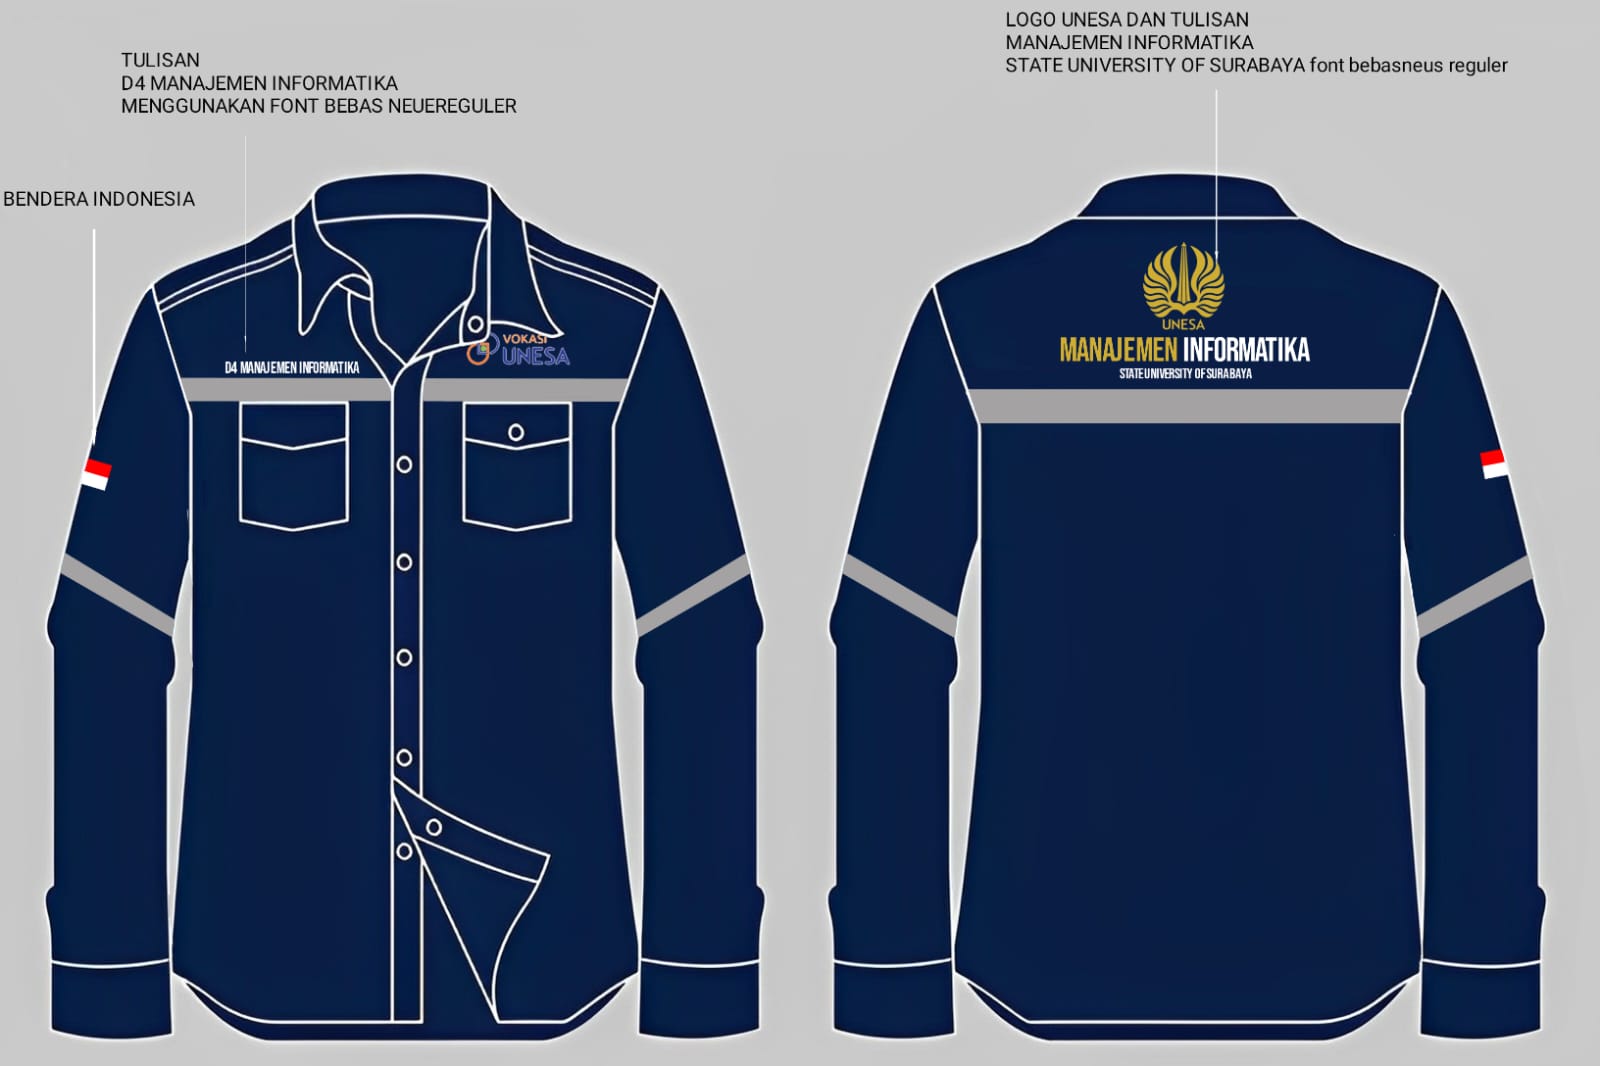 TULISAN
D4 MANAJEMEN INFORMATIKA
MENGGUNAKAN FONT BEBAS NEUEREGULER
BENDERA INDONESIA
D4 MANAJEMEN INFORMATIKA
VOKASI
UNESA
LOGO UNESA DAN TULISAN
MANAJEMEN INFORMATIKA
STATE UNIVERSITY OF SURABAYA font bebasneus reguler
UNESA
MANAJEMEN INFORMATIKA
STATE UNIVERSITY OF SURABAYA